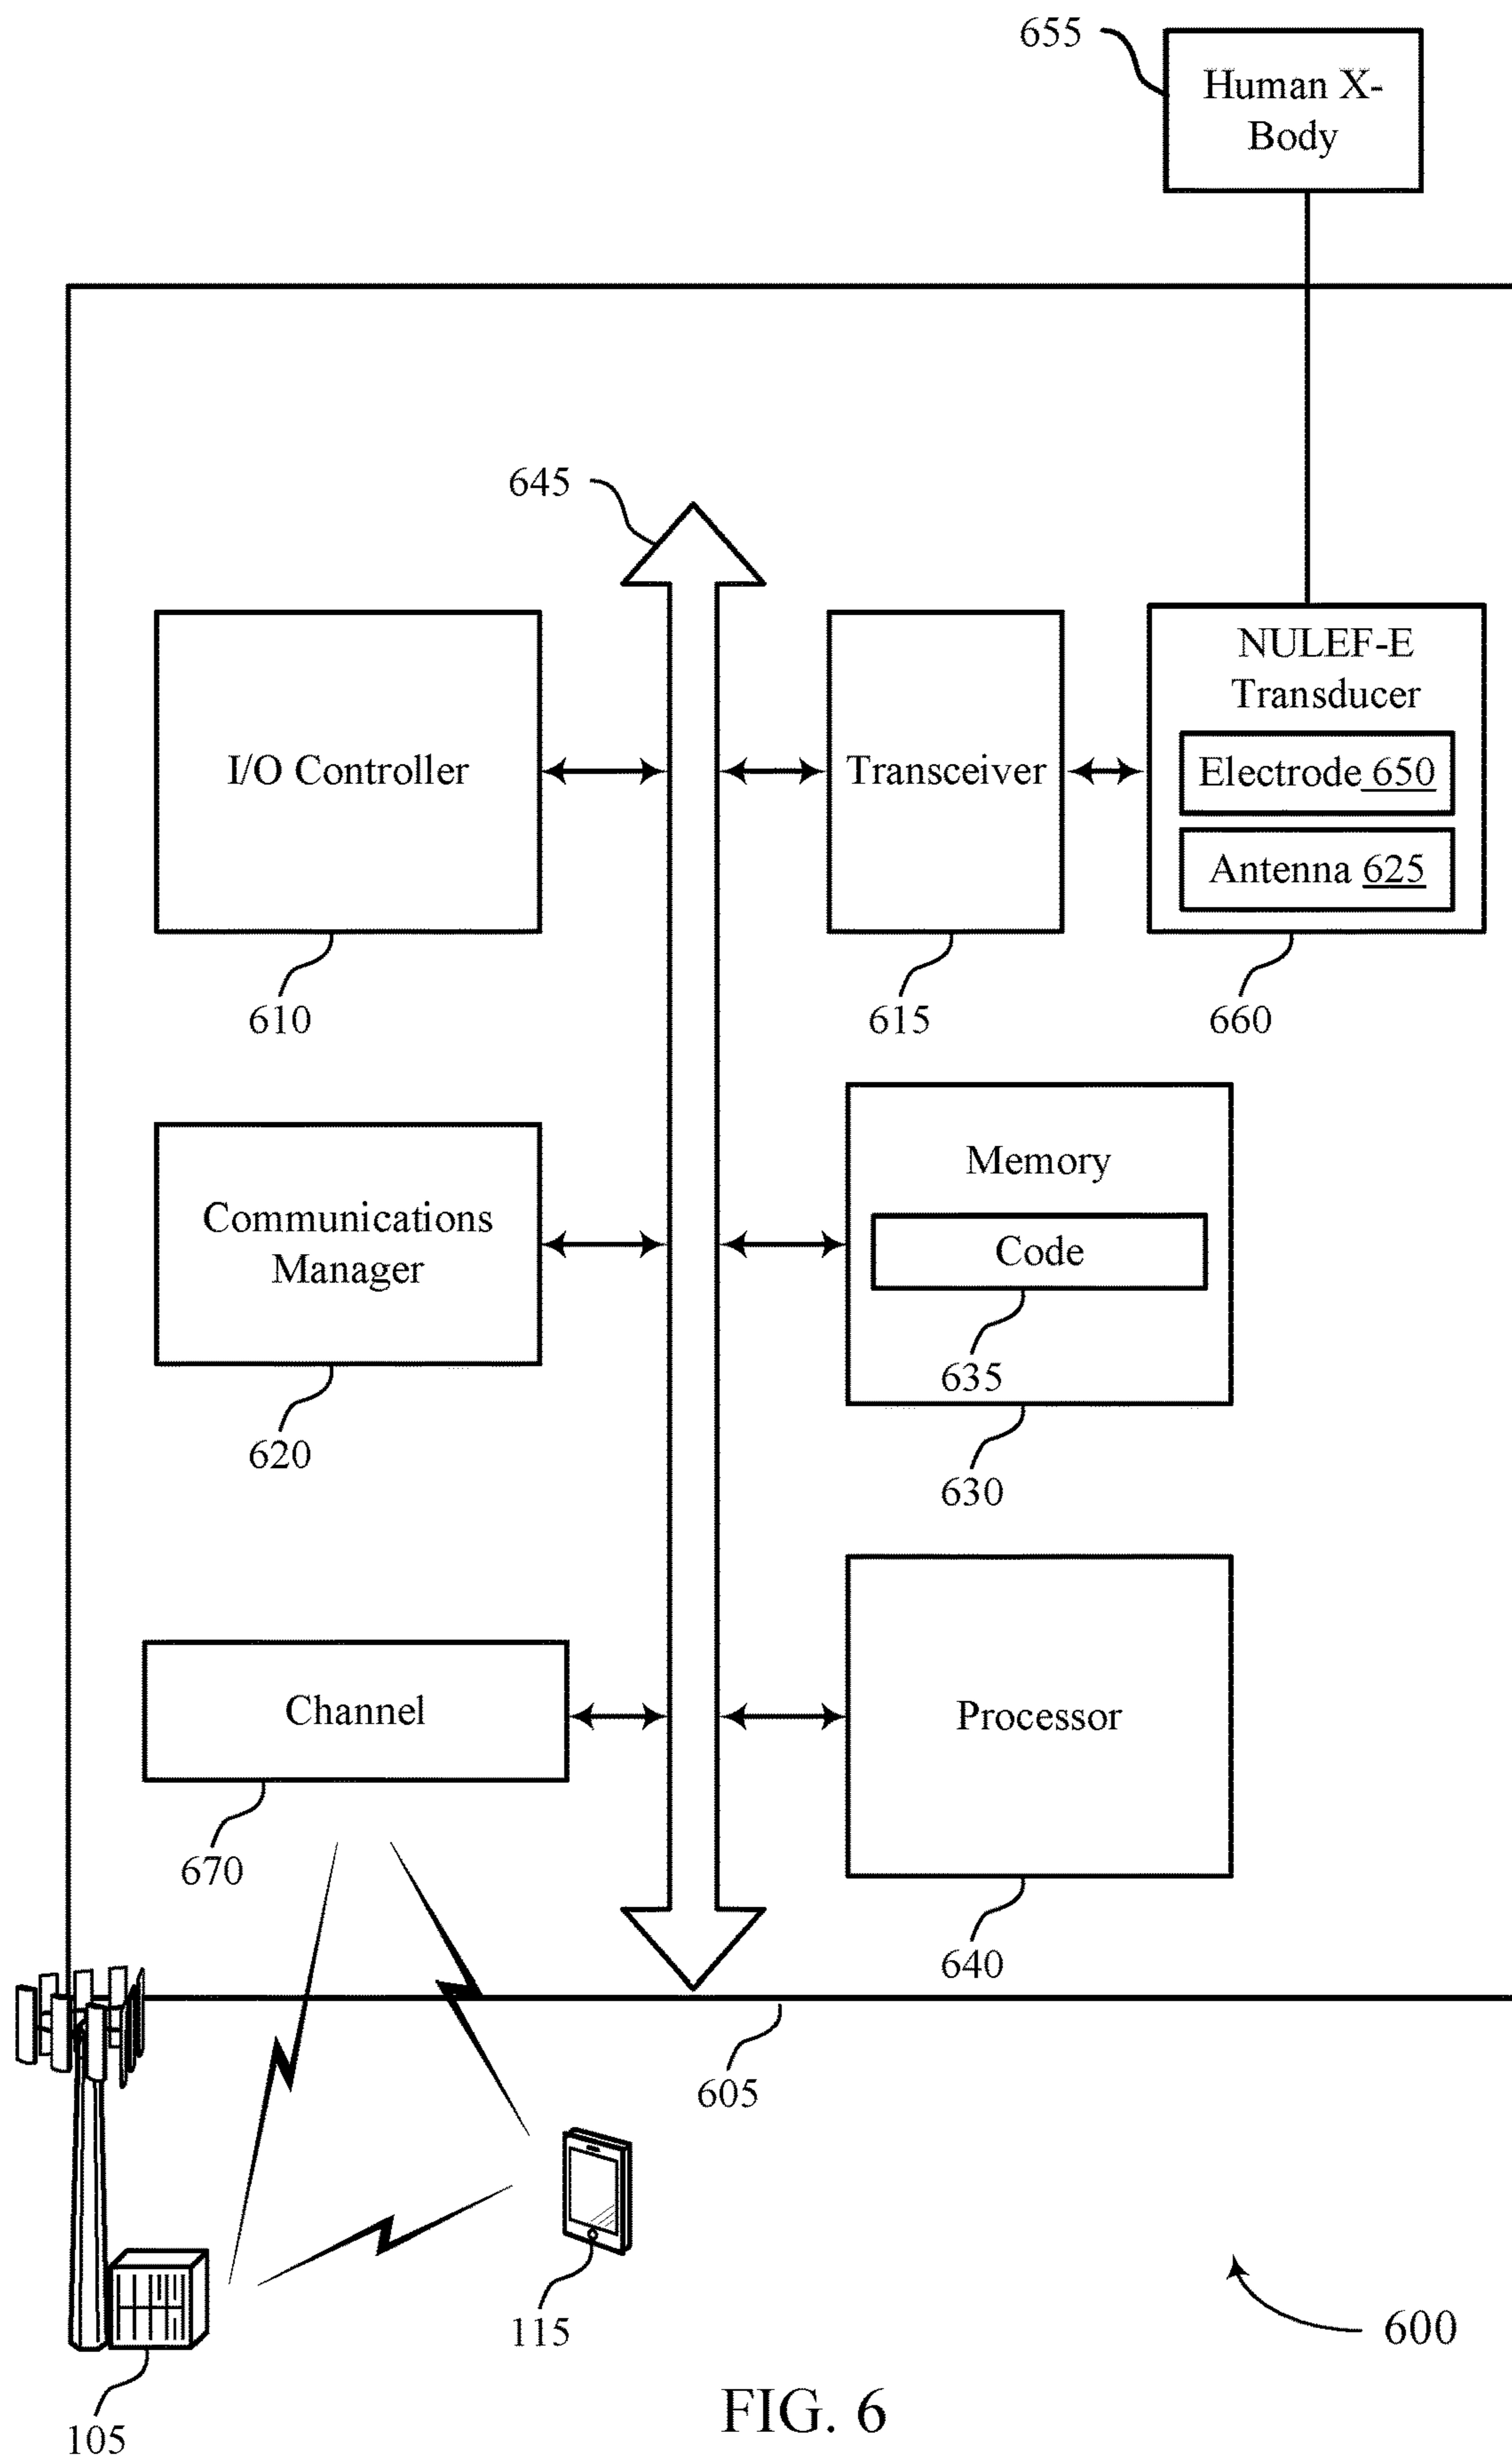 655
Human X-
Body
645
I/O Controller
Transceiver
NULEF-E
Transducer
Electrode 650
Antenna 625
610
615
660
Communications
Manager
Memory
Code
635
620
630
Channel
Processor
670
640
605
115
600
105
FIG. 6